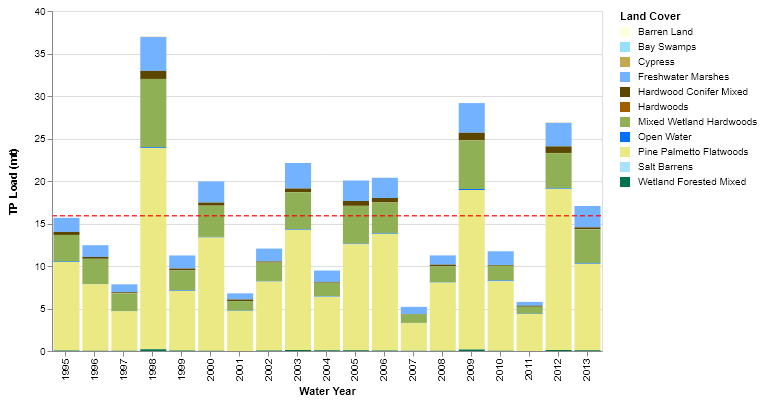 40
35
30
25
20
15
10
5
0
TP Load (mt)
1995
1996
1997
1998
1999
2000
2001
2002
2003
2004
2005
2006
2007
2008
2009
2010
2011
2012
2013
Water Year
Land Cover
Barren Land
Bay Swamps
Cypress
Freshwater Marshes
Hardwood Conifer Mixed
Hardwoods
Mixed Wetland Hardwoods
Open Water
Pine Palmetto Flatwoods
Salt Barrens
Wetland Forested Mixed